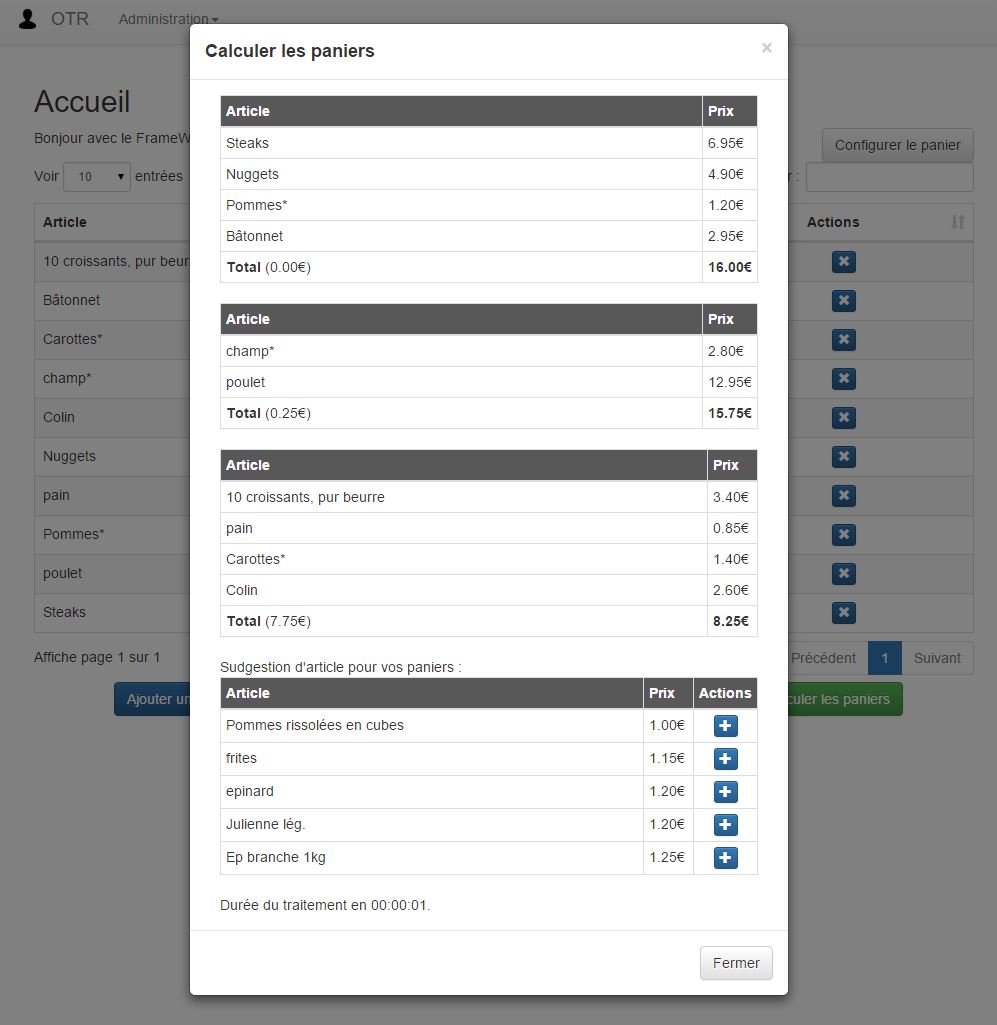 OTR Administration
Calculer les paniers ×
Accueil
Bonjour avec le FrameW
Configurer le panier
Voir 10 entrées
r :
Article Actions
10 croissants, pur beur
Bâtonnet
Carottes*
champ*
Colin
Nuggets
pain
Pommes*
poulet
Steaks
Affiche page 1 sur 1
Précédent 1 Suivant
Ajouter un
culer les paniers
Article Prix
Steaks 6.95€
Nuggets 4.90€
Pommes* 1.20€
Bâtonnet 2.95€
Total (0.00€) 16.00€
Article Prix
champ* 2.80€
poulet 12.95€
Total (0.25€) 15.75€
Article Prix
10 croissants, pur beurre 3.40€
pain 0.85€
Carottes* 1.40€
Colin 2.60€
Total (7.75€) 8.25€
Sudgestion d'article pour vos paniers :
Article Prix Actions
Pommes rissolées en cubes 1.00€
frites 1.15€
epinard 1.20€
Julienne lég. 1.20€
Ep branche 1kg 1.25€
Durée du traitement en 00:00:01.
Fermer